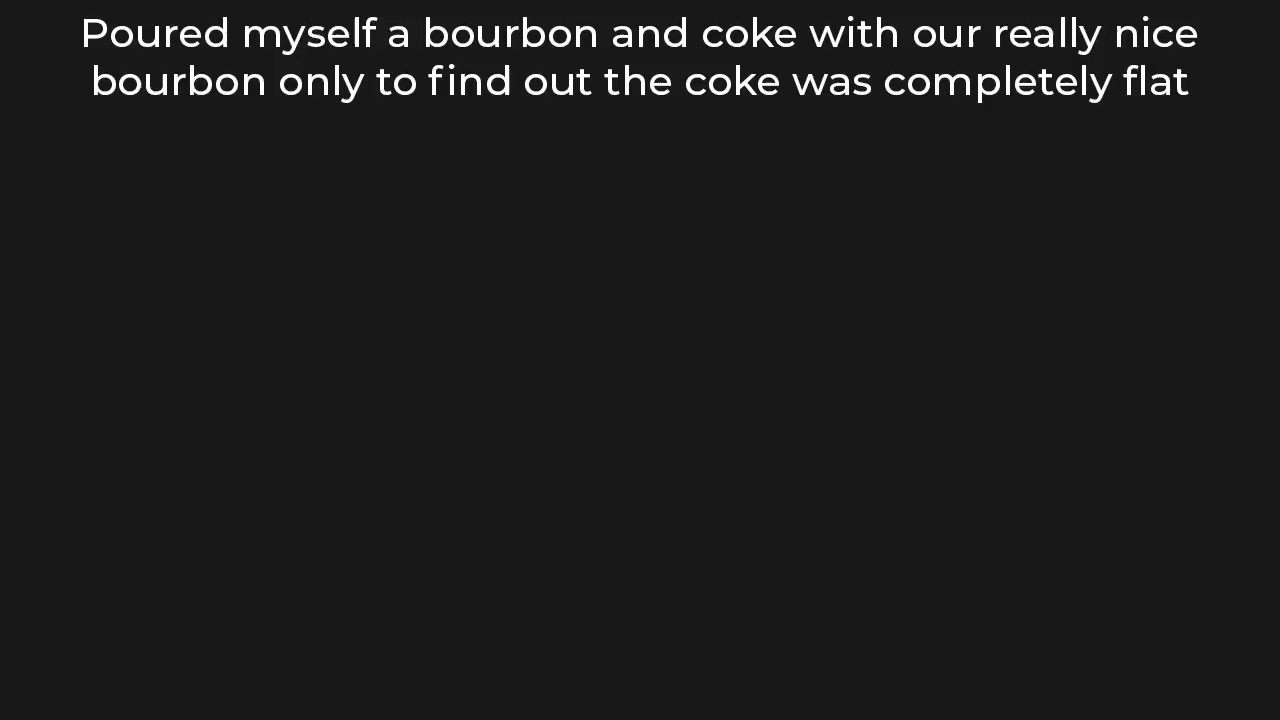 Poured myself a bourbon and coke with our really nice
bourbon only to find out the coke was completely flat